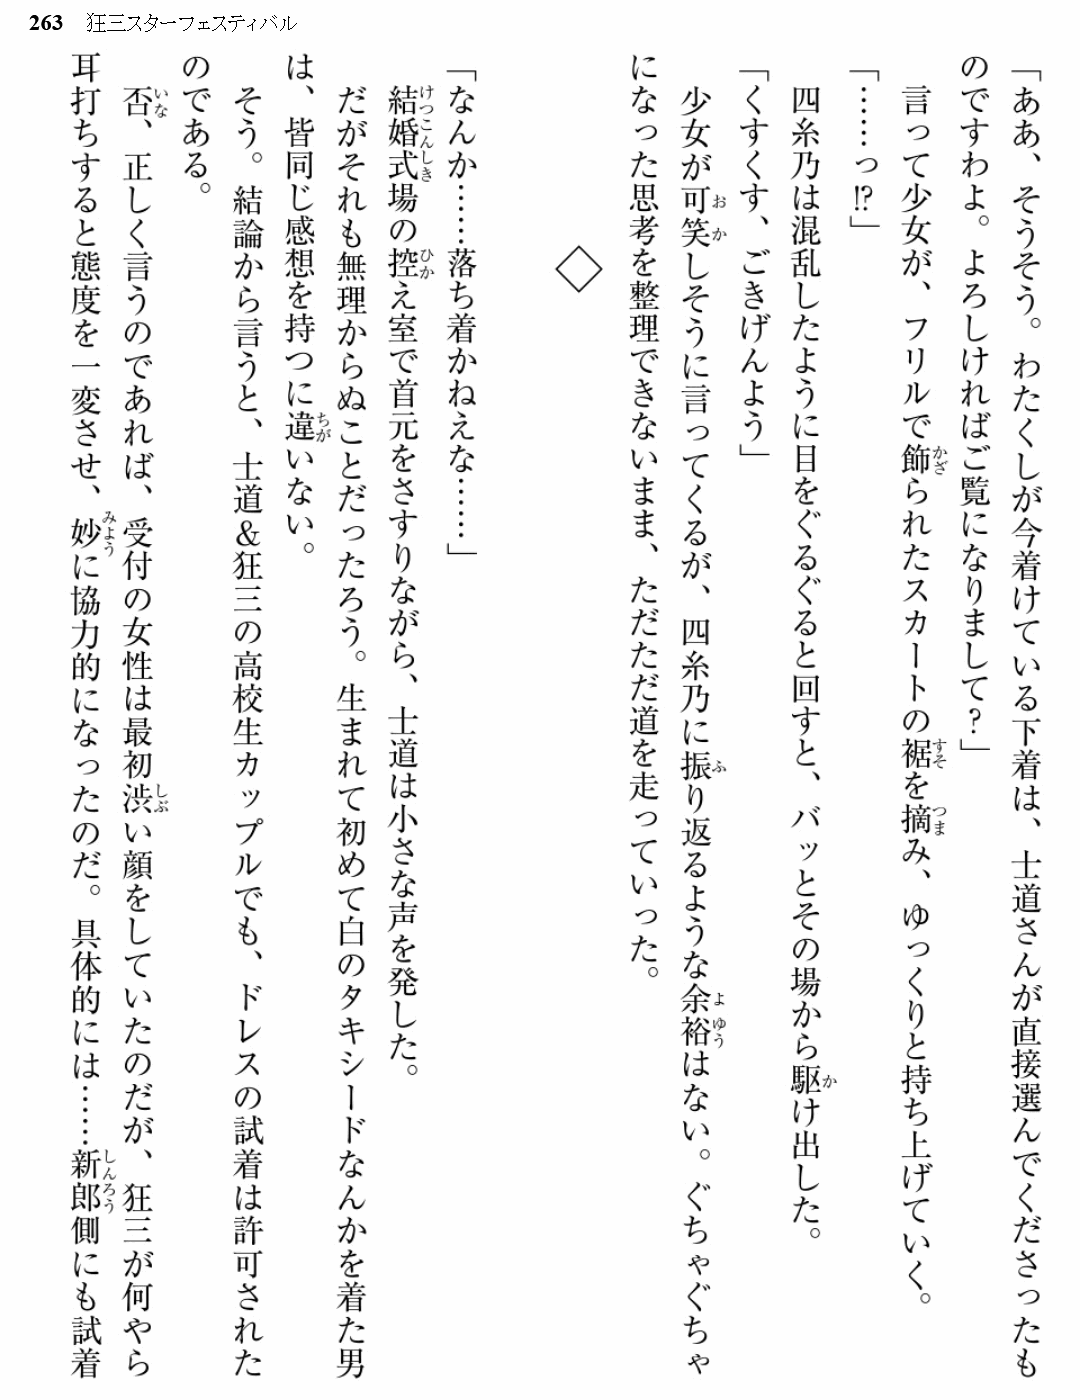 263 狂三スターフェスティバル
「ああ、そうそう。わたくしが今着けている下着は、士道さんが直接選んでくださったも
のですわよ。よろしければご覧になりまして?」
言って少女が、フリルで飾られたスカートの裾を摘み、ゆっくりと持ち上げていく。
「……っ!?」
四糸乃は混乱したように目をぐるぐると回すと、バッとその場から駆け出した。
「くすくす、ごきげんよう」
少女が可笑しそうに言ってくるが、四糸乃に振り返るような余裕はない。ぐちゃぐちゃ
になった思考を整理できないまま、ただただ道を走っていった。
◇
「なんか……落ち着かねえな……」
結婚式場の控え室で首元をさすりながら、士道は小さな声を発した。
だがそれも無理からぬことだったろう。生まれて初めて白のタキシードなんかを着た男
は、皆同じ感想を持つに違いない。
そう。結論から言うと、士道&狂三の高校生カップルでも、ドレスの試着は許可された
のである。
否、正しく言うのであれば、受付の女性は最初渋い顔をしていたのだが、狂三が何やら
耳打ちすると態度を一変させ、妙に協力的になったのだ。具体的には……新郎側にも試着